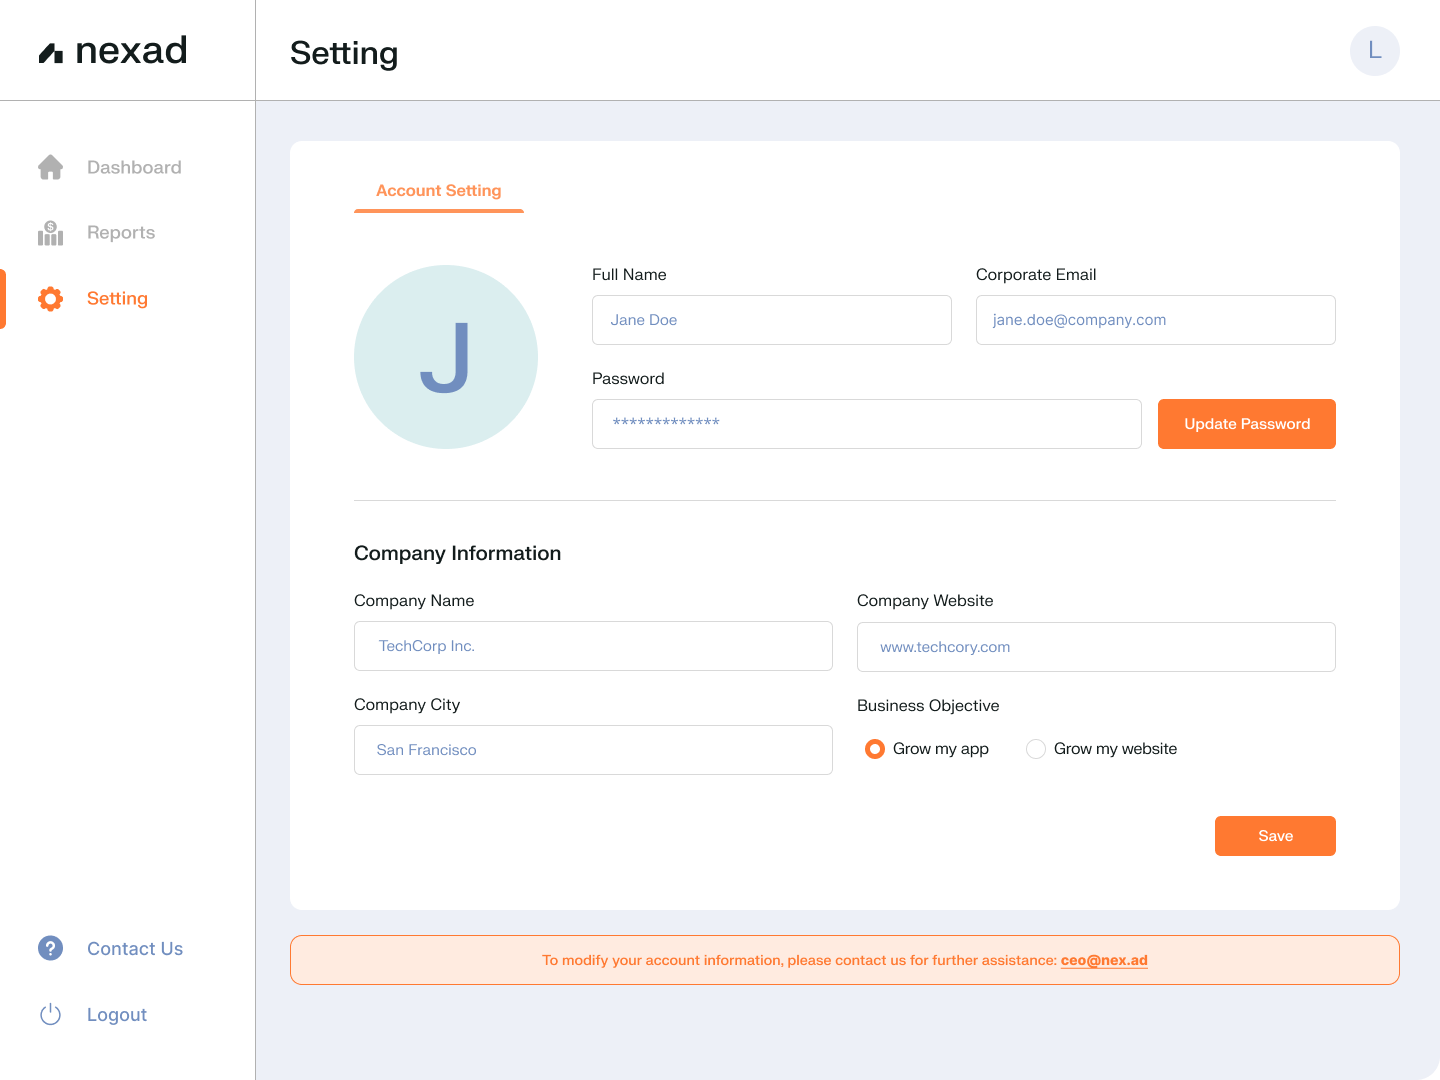 nexad
Setting
L
Dashboard
Reports
Setting
Account Setting
J
Full Name
Jane Doe
Corporate Email
jane.doe@company.com
Password
*************
Update Password
Company Information
Company Name
TechCorp Inc.
Company Website
www.techcory.com
Company City
San Francisco
Business Objective
Grow my app
Grow my website
Save
To modify your account information, please contact us for further assistance: ceo@nex.ad
? Contact Us
Logout